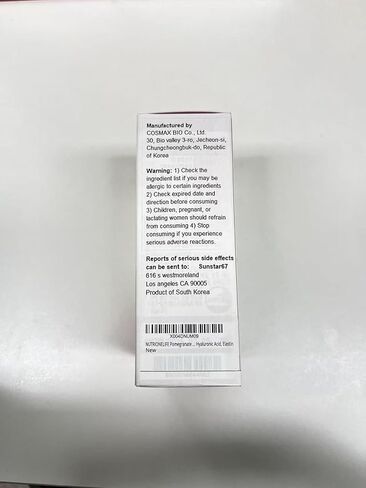 Manufactured by
COSMAX BIO Co., Ltd.
30, Bio valley 3-ro, Jecheon-si,
Chungcheongbuk-do, Republic
of Korea
Warning: 1) Check the
ingredient list if you may be
allergic to certain ingredients
2) Check expired date and
direction before consuming
3) Children, pregnant, or
lactating women should refrain
from consuming 4) Stop
consuming if you experience
serious adverse reactions.
Reports of serious side effects
can be sent to: Sunstar67
616 s westmoreland
Los angeles CA 90005
Product of South Korea
X004DNUM09
NUTRIONELIFE Pomegranate ... Hyaluronic Acid, Elastin
New